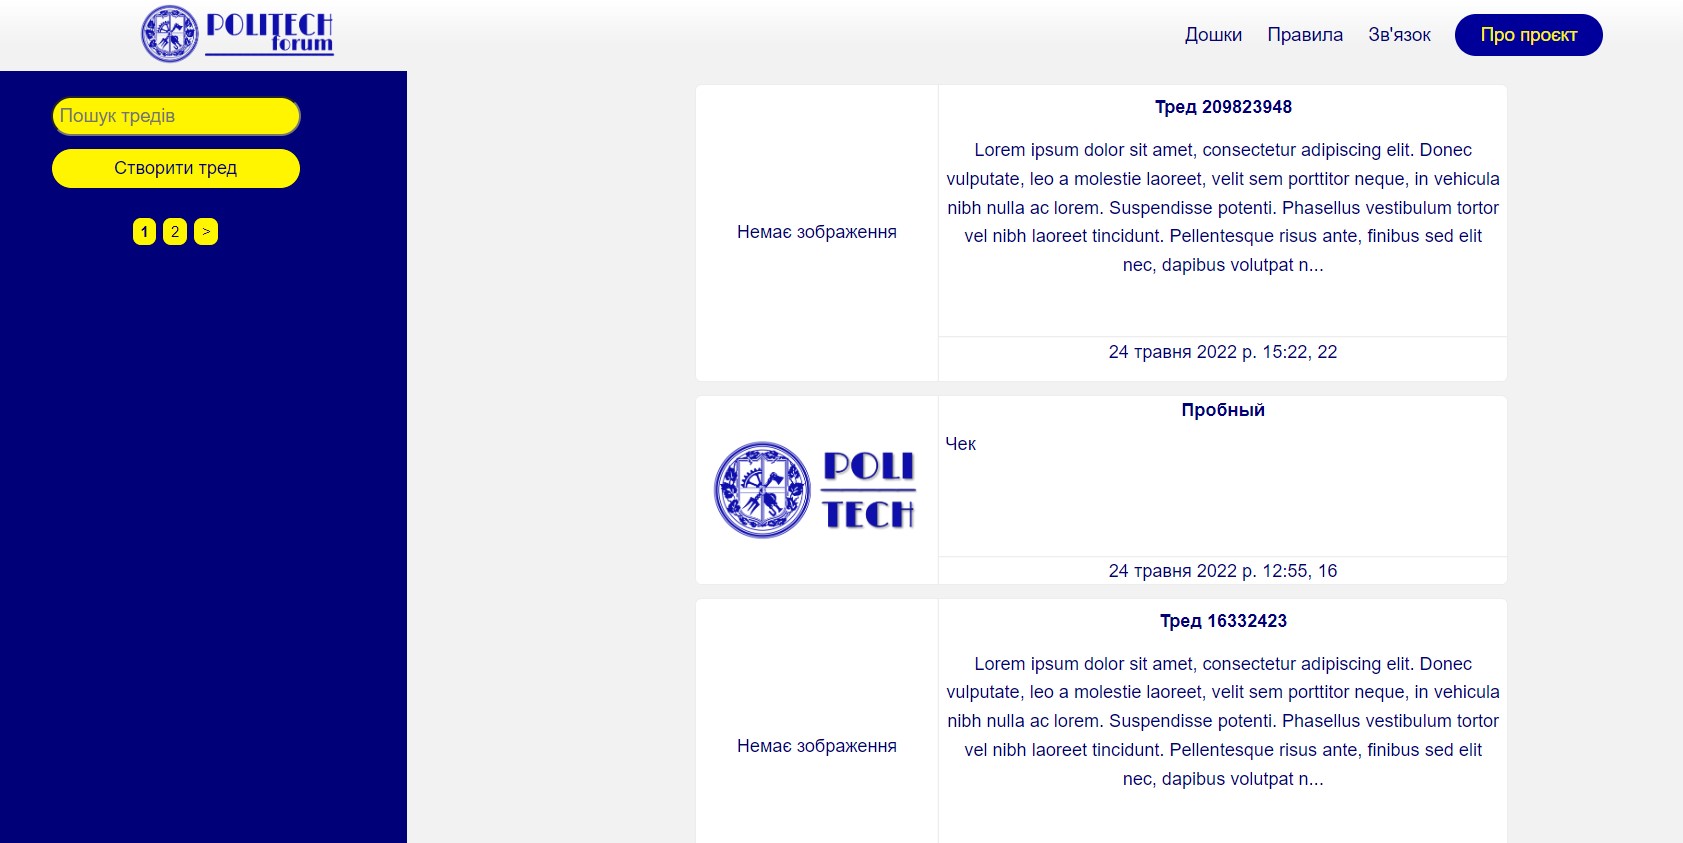 POLITECH
forum
Дошки Правила Зв'язок Про проєкт
Пошук тредів
Створити тред
1 2 >
Немає зображення
Тред 209823948
Lorem ipsum dolor sit amet, consectetur adipiscing elit. Donec
vulputate, leo a molestie laoreet, velit sem porttitor neque, in vehicula
nibh nulla ac lorem. Suspendisse potenti. Phasellus vestibulum tortor
vel nibh laoreet tincidunt. Pellentesque risus ante, finibus sed elit
nec, dapibus volutpat n...
24 травня 2022 р. 15:22, 22
POLI
TECH
Пробный
Чек
24 травня 2022 р. 12:55, 16
Немає зображення
Тред 16332423
Lorem ipsum dolor sit amet, consectetur adipiscing elit. Donec
vulputate, leo a molestie laoreet, velit sem porttitor neque, in vehicula
nibh nulla ac lorem. Suspendisse potenti. Phasellus vestibulum tortor
vel nibh laoreet tincidunt. Pellentesque risus ante, finibus sed elit
nec, dapibus volutpat n...